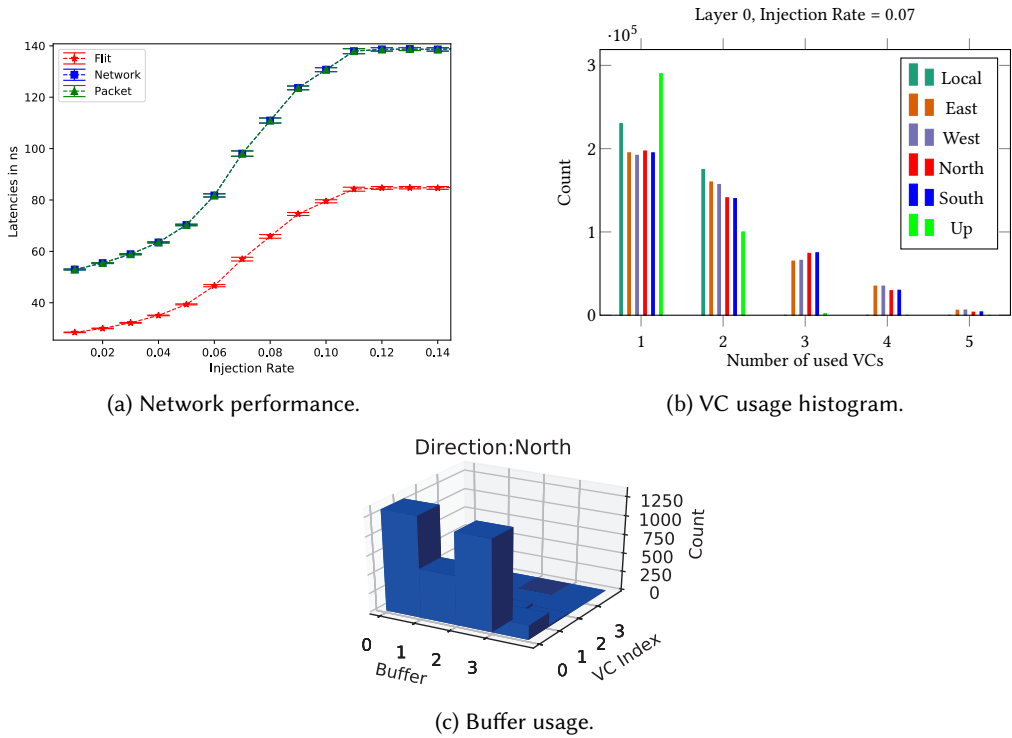 140
120
100
80
60
40
Latencies in ns
Flit
Network
Packet
0.02 0.04 0.06 0.08 0.10 0.12 0.14
Injection Rate
(a) Network performance.
Layer 0, Injection Rate = 0.07
·10⁵
3
2
1
0
Count
Local
East
West
North
South
Up
1 2 3 4 5
Number of used VCs
(b) VC usage histogram.
Direction:North
1250
1000
750
500
250
0
Count
0 1 2 3
Buffer
0 1 2 3
VC Index
(c) Buffer usage.